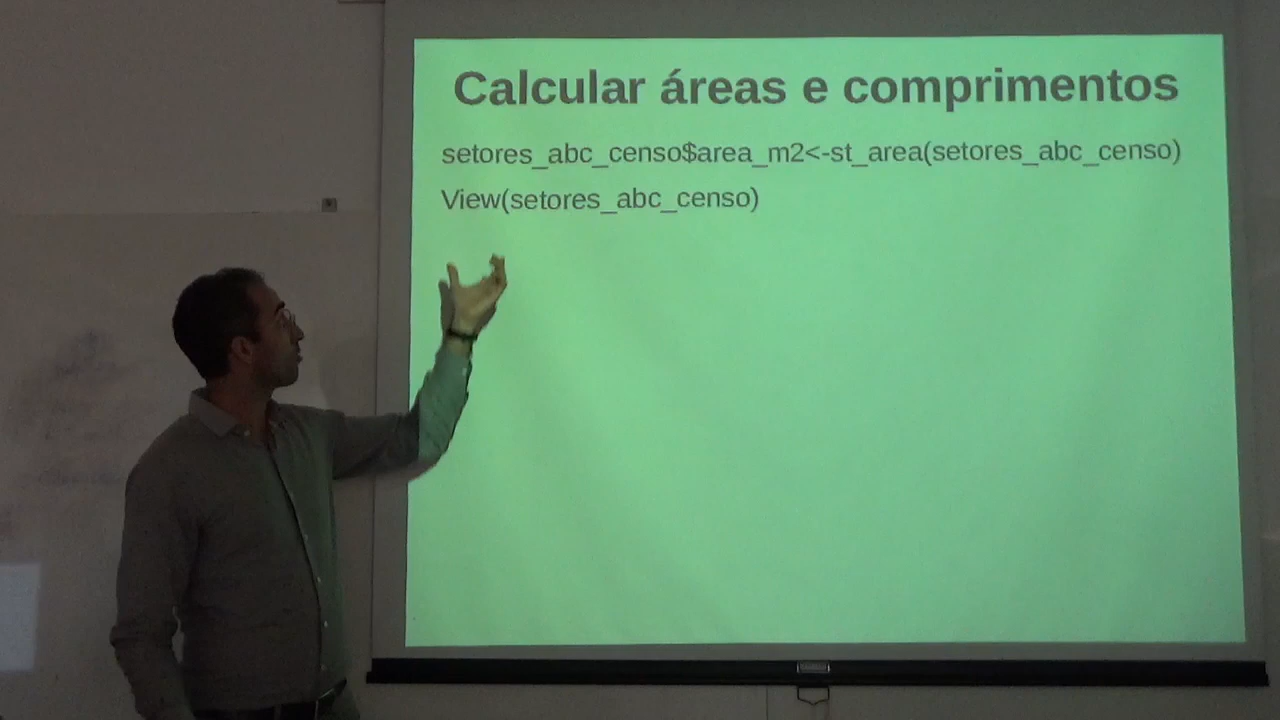 Calcular áreas e comprimentos
setores_abc_censo$area_m2<-st_area(setores_abc_censo)
View(setores_abc_censo)